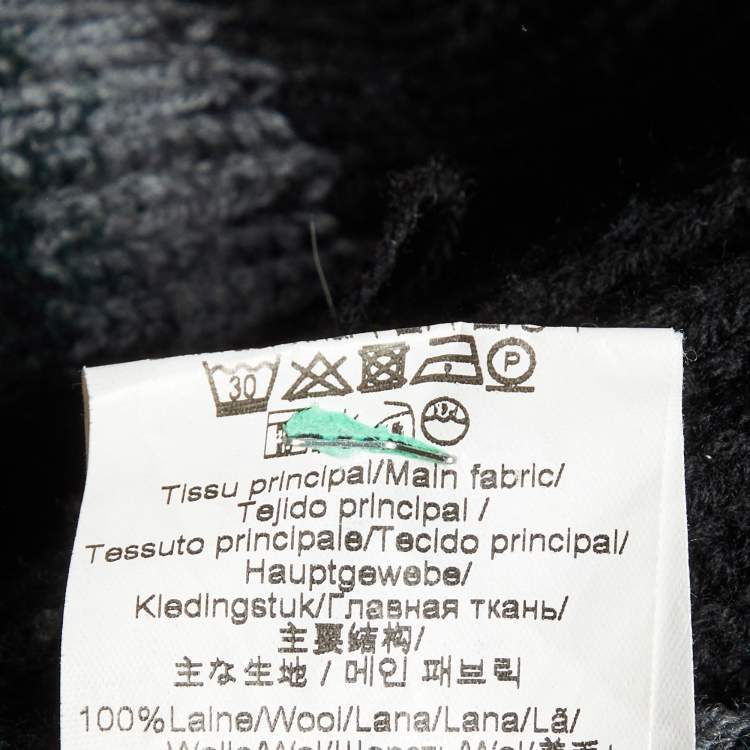 30 P
Tissu principal/Main fabric/
Tejido principal /
Tessuto principale/Tecido principal/
Hauptgewebe/
Kledingstuk/Главная ткань/
主要结构/
主な生地 / 메인 패브릭
100%Laine/Wool/Lana/Lana/Lã/